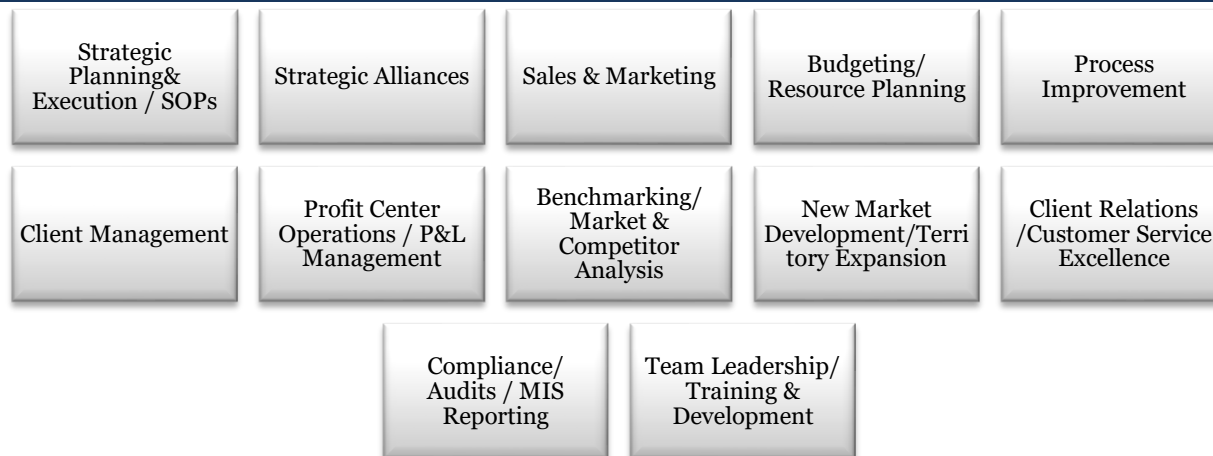 Strategic
Planning&
Execution / SOPs
Strategic Alliances
Sales & Marketing
Budgeting/
Resource Planning
Process
Improvement
Client Management
Profit Center
Operations / P&L
Management
Benchmarking/
Market &
Competitor
Analysis
New Market
Development/Terri
tory Expansion
Client Relations
/Customer Service
Excellence
Compliance/
Audits / MIS
Reporting
Team Leadership/
Training &
Development